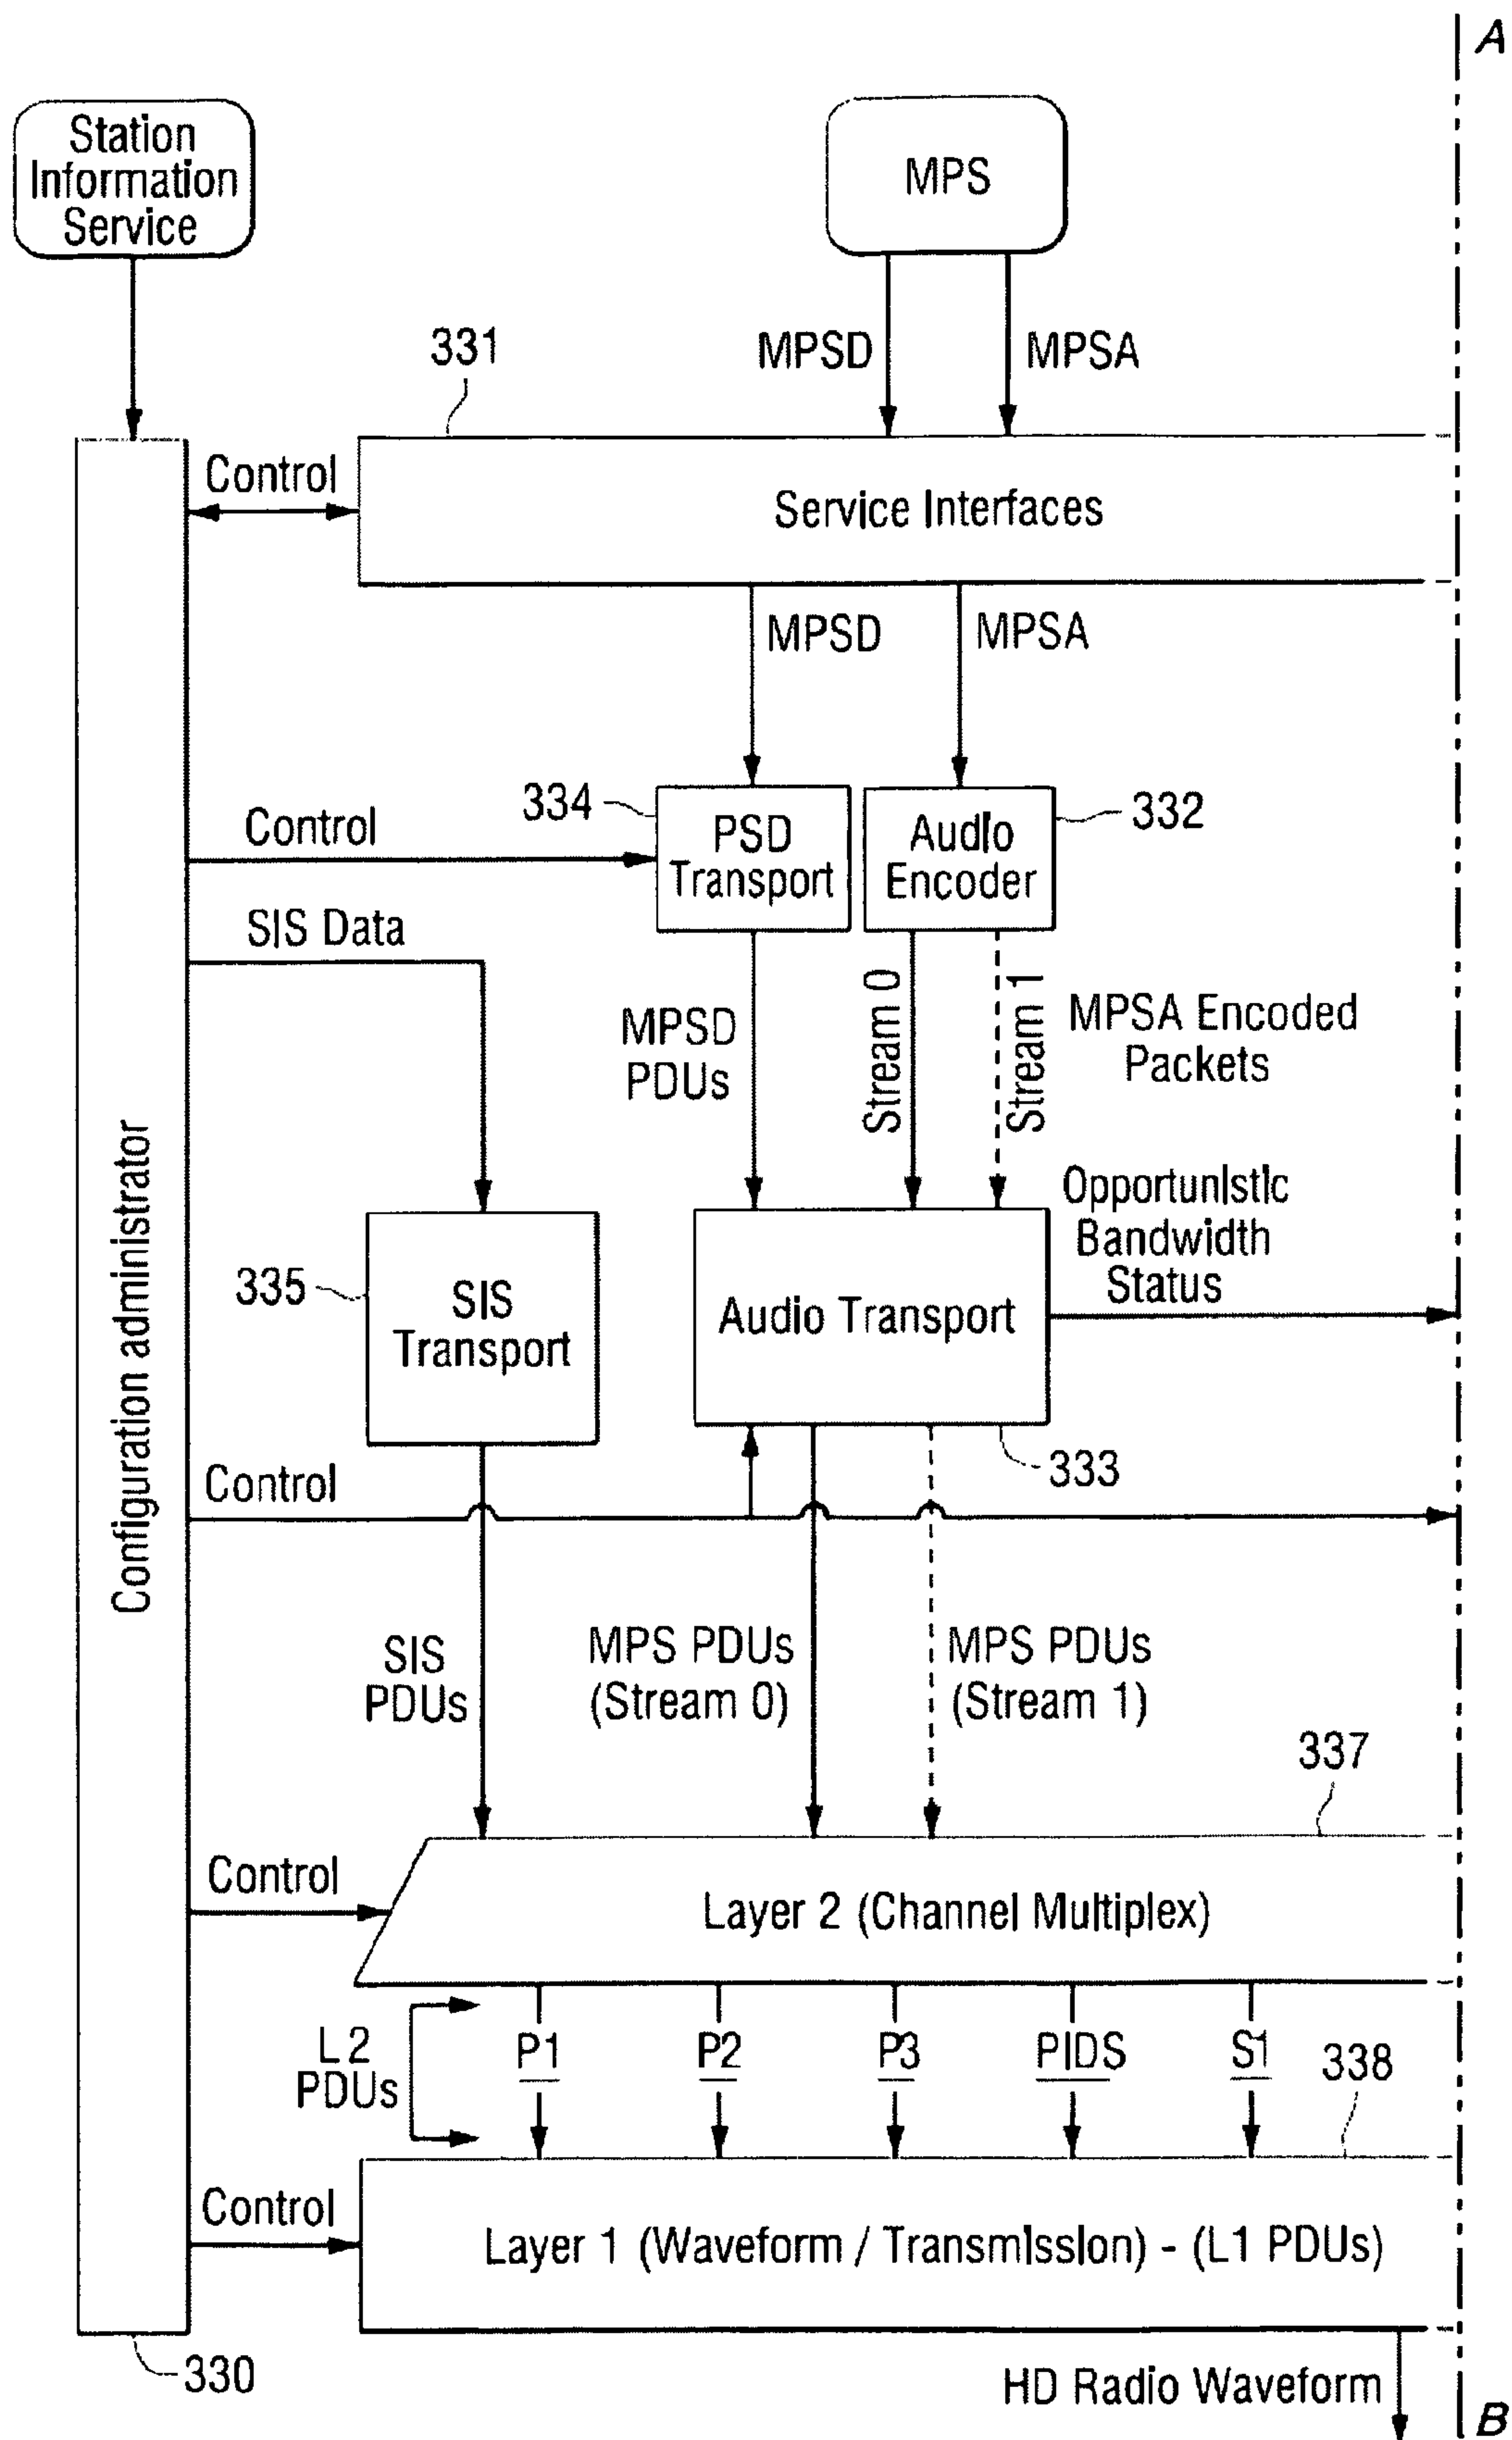 A
Station
Information
Service
MPS
MPSD
MPSA
331
Control
Service Interfaces
MPSD
MPSA
334
PSD
Transport
Audio
Encoder
332
Control
SIS Data
MPSD
PDUs
Stream 0
Stream 1
MPSA Encoded
Packets
Configuration administrator
335
SIS
Transport
Audio Transport
Opportunistic
Bandwidth
Status
333
Control
SIS
PDUs
MPS PDUs
(Stream 0)
MPS PDUs
(Stream 1)
337
Control
Layer 2 (Channel Multiplex)
L2
PDUs
P1
P2
P3
PIDS
S1
338
Control
Layer 1 (Waveform / Transmission) - (L1 PDUs)
330
HD Radio Waveform
B